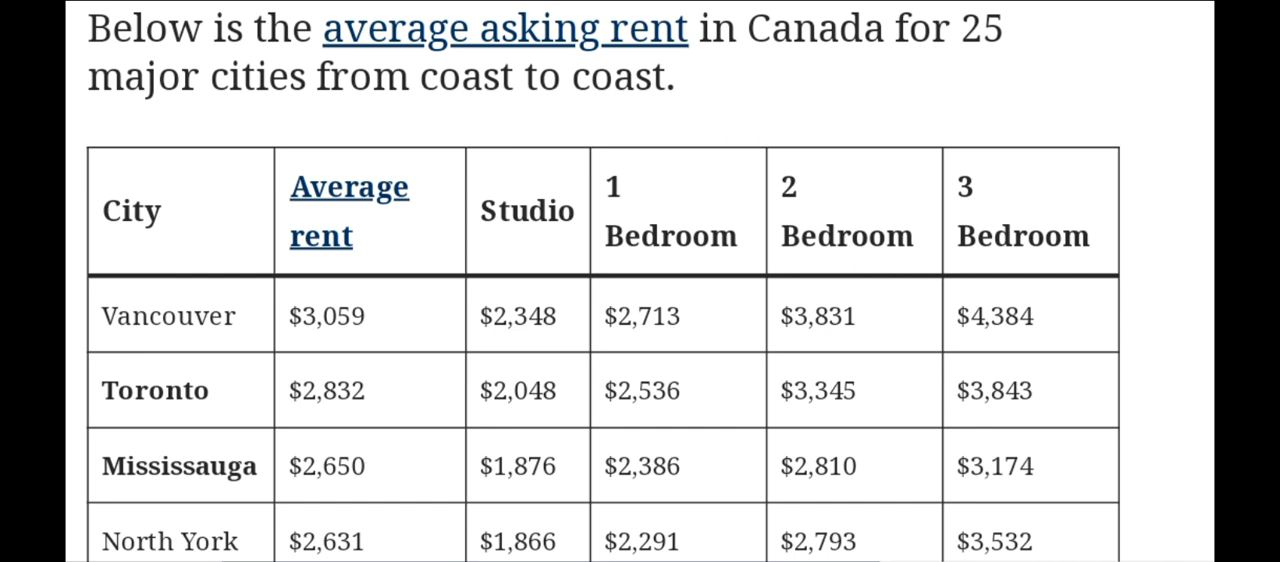 Below is the average asking rent in Canada for 25
major cities from coast to coast.
City Average rent Studio 1 Bedroom 2 Bedroom 3 Bedroom
Vancouver $3,059 $2,348 $2,713 $3,831 $4,384
Toronto $2,832 $2,048 $2,536 $3,345 $3,843
Mississauga $2,650 $1,876 $2,386 $2,810 $3,174
North York $2,631 $1,866 $2,291 $2,793 $3,532